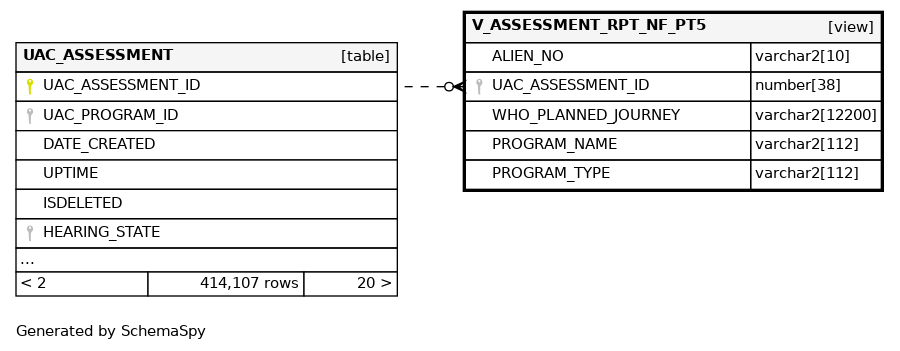 UAC_ASSESSMENT [table]
UAC_ASSESSMENT_ID
UAC_PROGRAM_ID
DATE_CREATED
UPTIME
ISDELETED
HEARING_STATE
...
< 2 414,107 rows 20 >
V_ASSESSMENT_RPT_NF_PT5 [view]
ALIEN_NO varchar2[10]
UAC_ASSESSMENT_ID number[38]
WHO_PLANNED_JOURNEY varchar2[12200]
PROGRAM_NAME varchar2[112]
PROGRAM_TYPE varchar2[112]
Generated by SchemaSpy